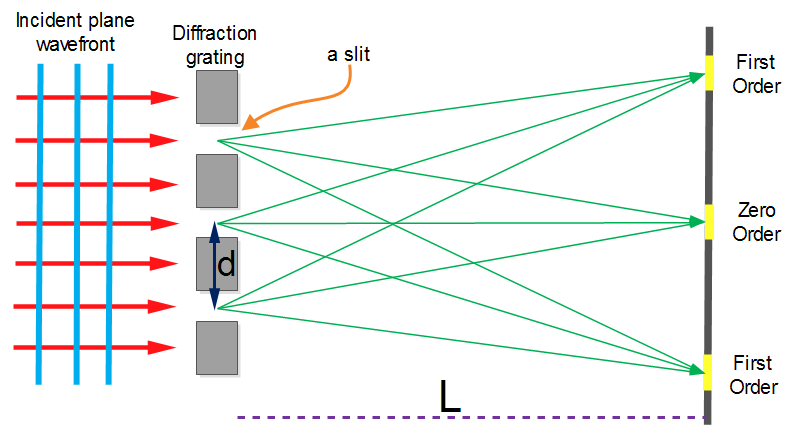 Incident plane
wavefront
Diffraction
grating
a slit
First
Order
Zero
Order
d
First
Order
L